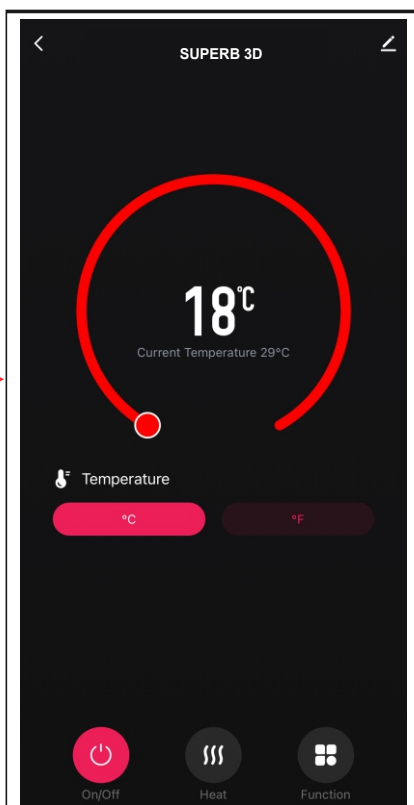 SUPERB 3D
18°C
Current Temperature 29°C
Temperature
°C
°F
On/Off
Heat
Function